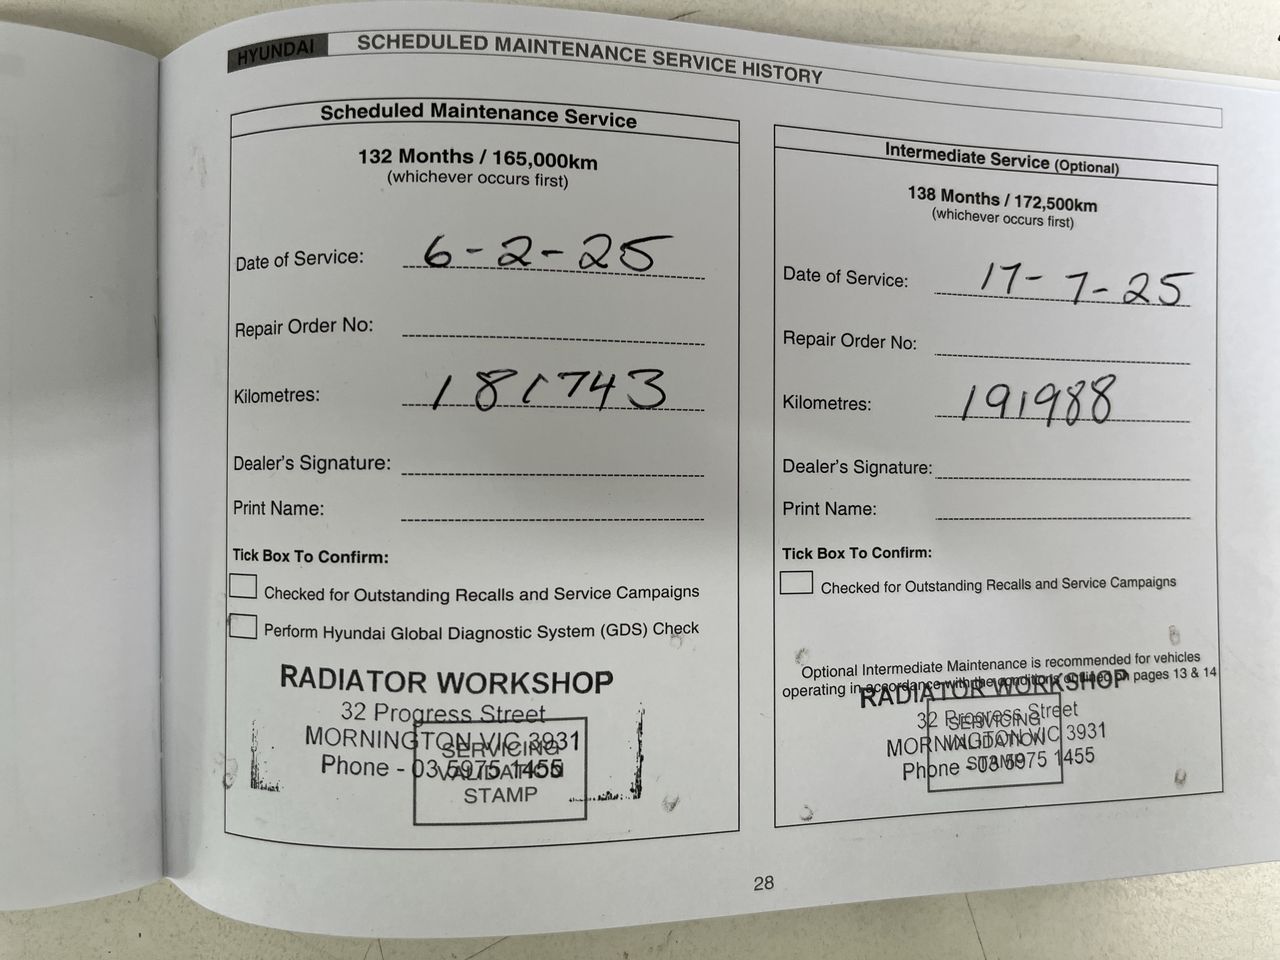 HYUNDAI
SCHEDULED MAINTENANCE SERVICE HISTORY
Scheduled Maintenance Service
132 Months / 165,000km
(whichever occurs first)
Date of Service: 6-2-25
Repair Order No:
Kilometres: 181743
Dealer's Signature:
Print Name:
Tick Box To Confirm:
Checked for Outstanding Recalls and Service Campaigns
Perform Hyundai Global Diagnostic System (GDS) Check
RADIATOR WORKSHOP
32 Progress Street
MORNINGTON VIC 3931
Phone - 03 5975 1455
SERVICING
VALIDATION
STAMP
Intermediate Service (Optional)
138 Months / 172,500km
(whichever occurs first)
Date of Service: 17-7-25
Repair Order No:
Kilometres: 191988
Dealer's Signature:
Print Name:
Tick Box To Confirm:
Checked for Outstanding Recalls and Service Campaigns
Optional Intermediate Maintenance is recommended for vehicles
operating in accordance with the conditions outlined on pages 13 & 14
RADIATOR WORKSHOP
32 Progress Street
MORNINGTON VIC 3931
Phone - 03 5975 1455
SERVICING
VALIDATION
STAMP
28